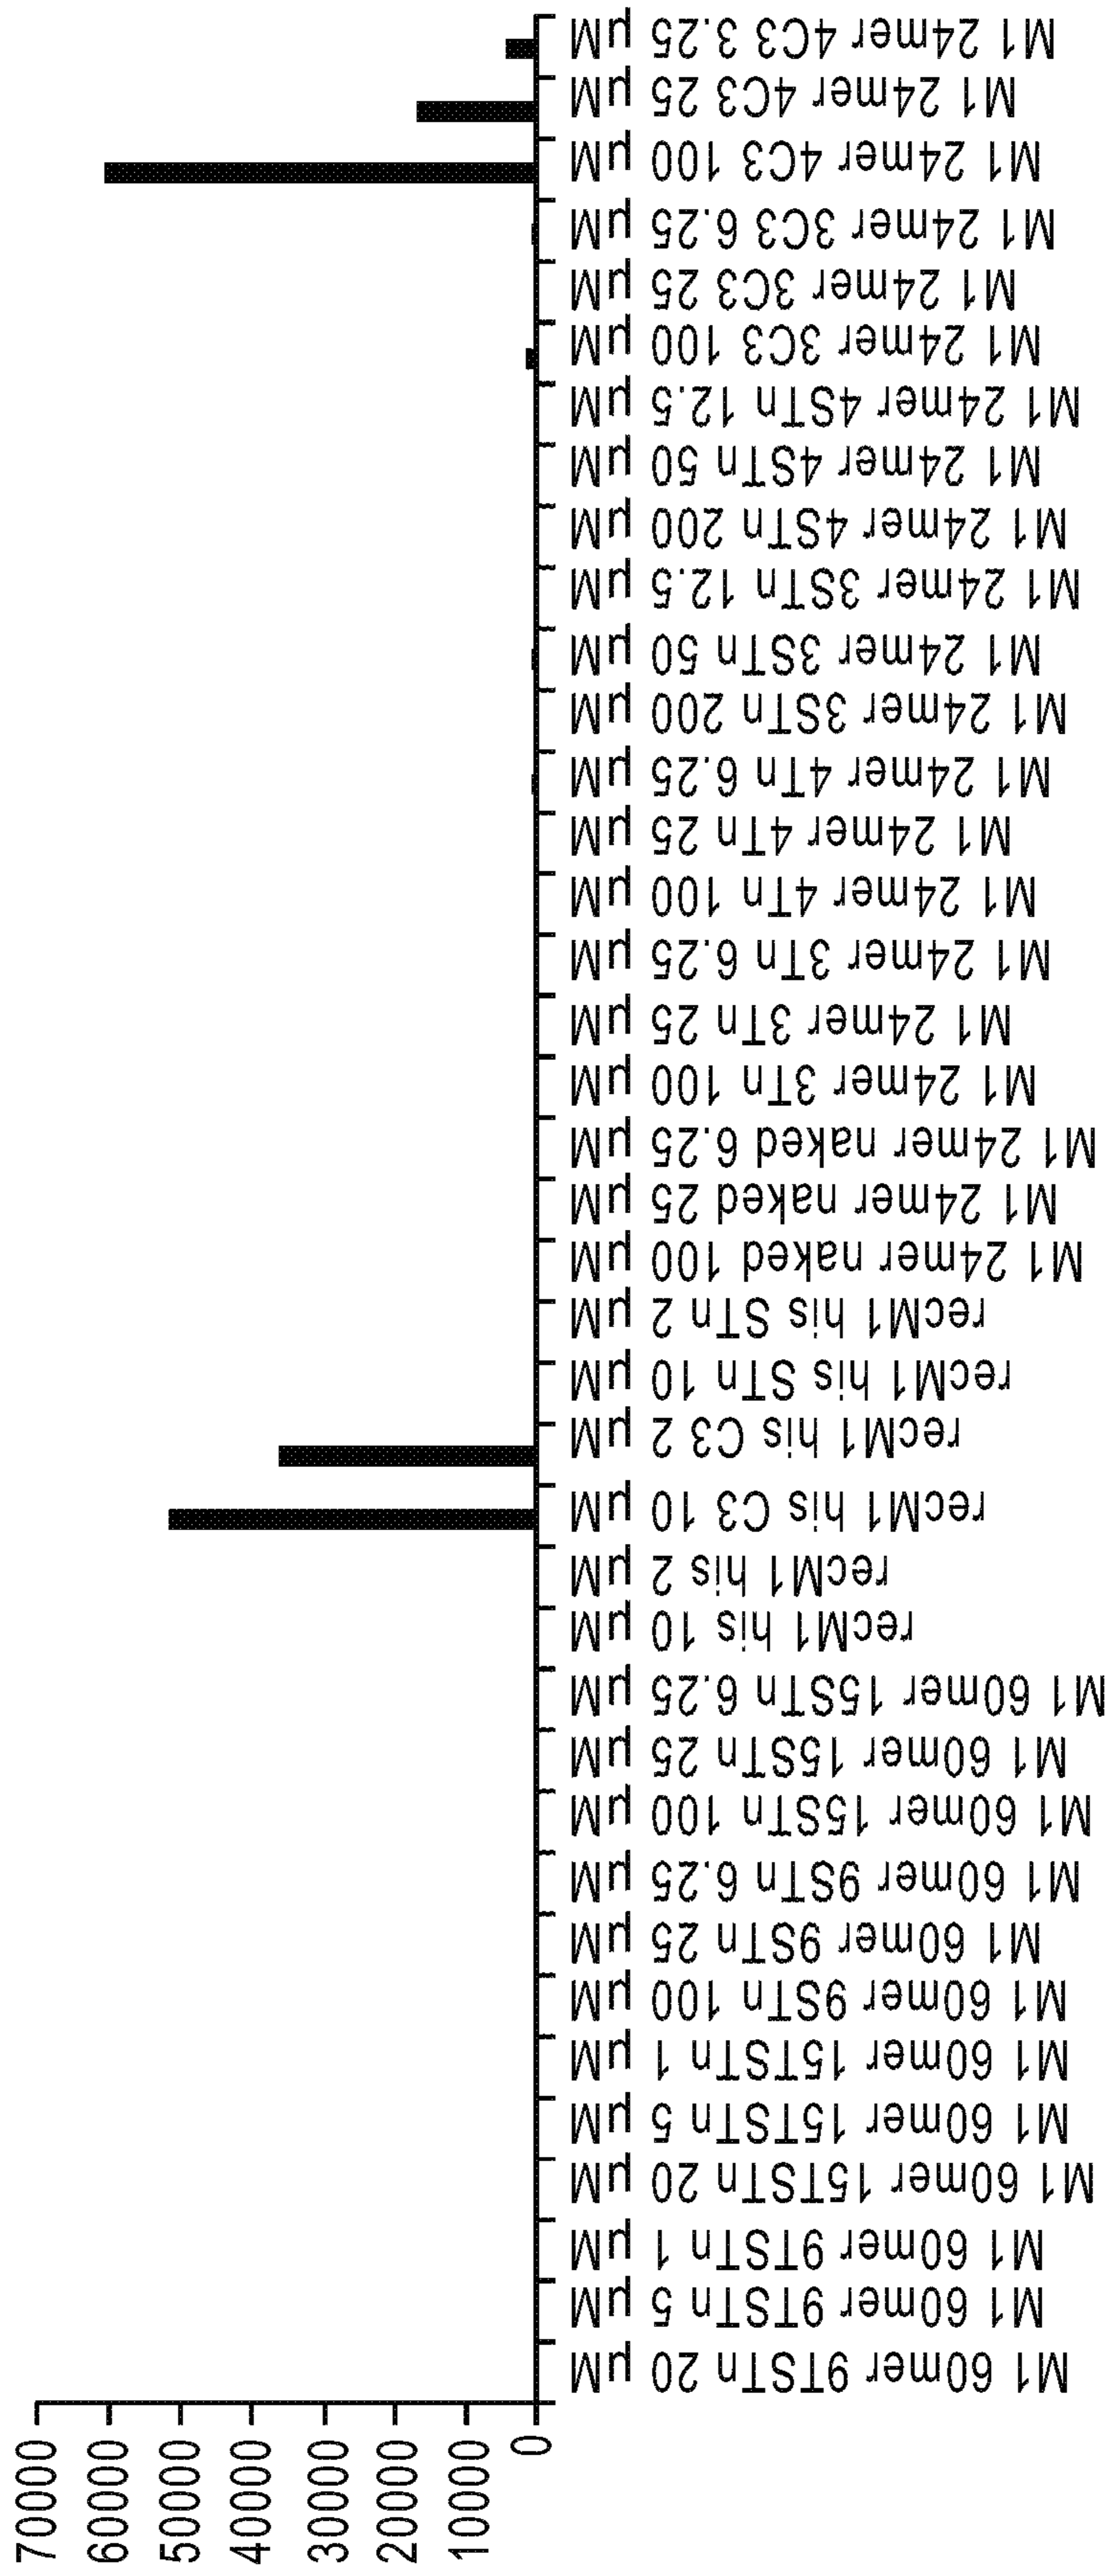 70000
60000
50000
40000
30000
20000
10000
0
M1 60mer 9TSTn 20 µM
M1 60mer 9TSTn 5 µM
M1 60mer 9TSTn 1 µM
M1 60mer 15TSTn 20 µM
M1 60mer 15TSTn 5 µM
M1 60mer 15TSTn 1 µM
M1 60mer 9STn 100 µM
M1 60mer 9STn 25 µM
M1 60mer 9STn 6.25 µM
M1 60mer 15STn 100 µM
M1 60mer 15STn 25 µM
M1 60mer 15STn 6.25 µM
recM1 his 10 µM
recM1 his 2 µM
recM1 his C3 10 µM
recM1 his C3 2 µM
recM1 his STn 10 µM
recM1 his STn 2 µM
M1 24mer naked 100 µM
M1 24mer naked 25 µM
M1 24mer naked 6.25 µM
M1 24mer 3Tn 100 µM
M1 24mer 3Tn 25 µM
M1 24mer 3Tn 6.25 µM
M1 24mer 4Tn 100 µM
M1 24mer 4Tn 25 µM
M1 24mer 4Tn 6.25 µM
M1 24mer 3STn 200 µM
M1 24mer 3STn 50 µM
M1 24mer 3STn 12.5 µM
M1 24mer 4STn 200 µM
M1 24mer 4STn 50 µM
M1 24mer 4STn 12.5 µM
M1 24mer 3C3 100 µM
M1 24mer 3C3 25 µM
M1 24mer 3C3 6.25 µM
M1 24mer 4C3 100 µM
M1 24mer 4C3 25 µM
M1 24mer 4C3 3.25 µM